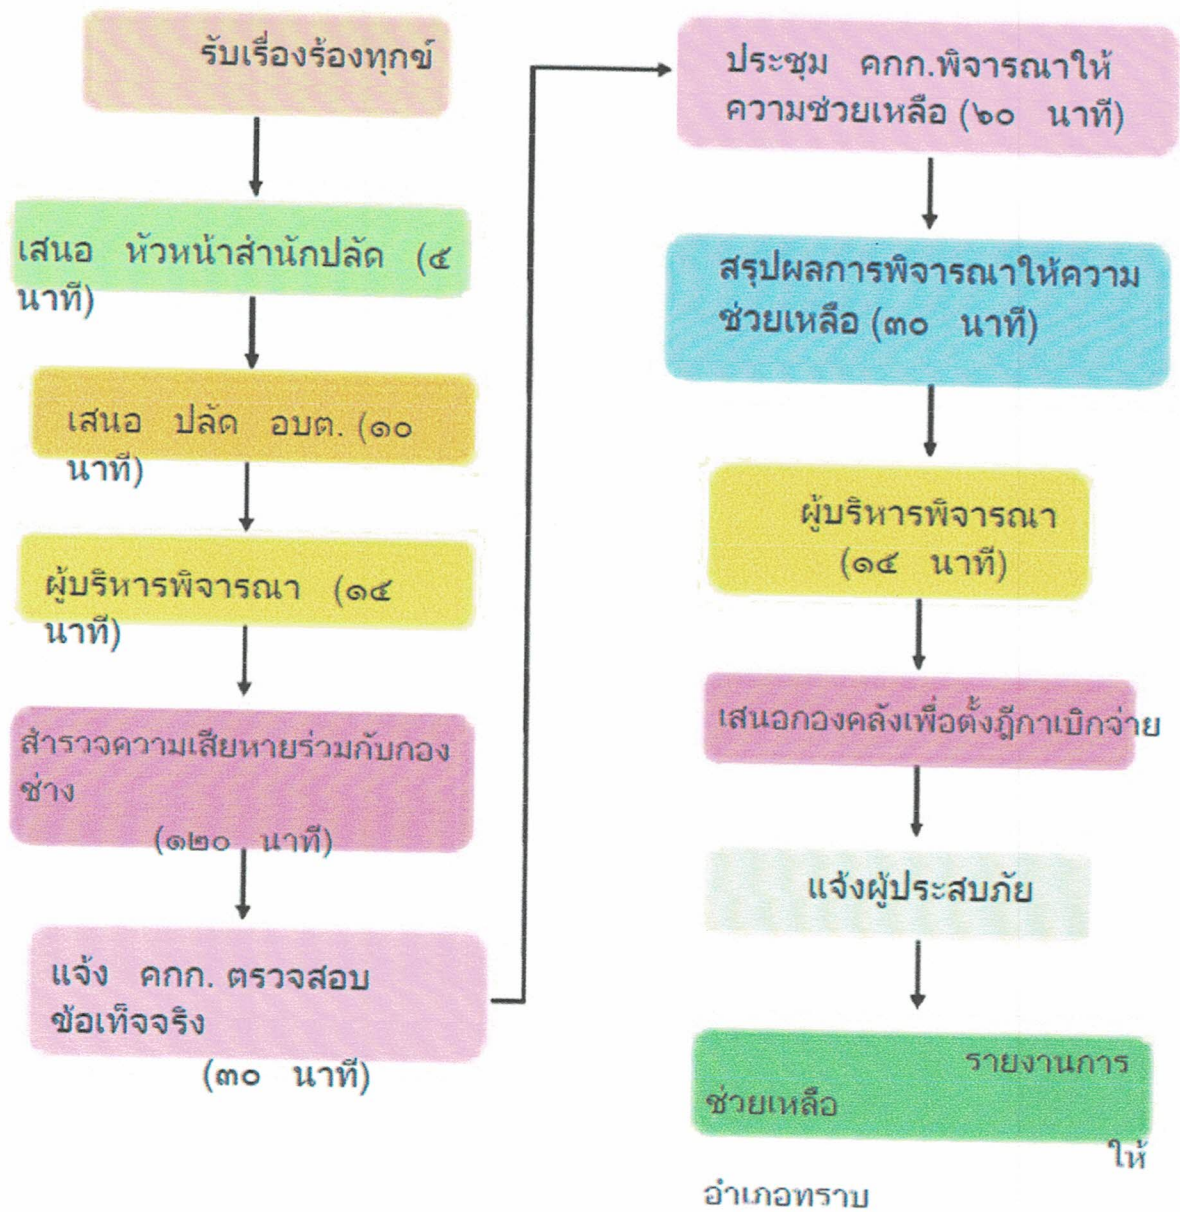 รับเรื่องร้องทุกข์
เสนอ หัวหน้าสำนักปลัด (๕
นาที)
เสนอ ปลัด อบต. (๑๐
นาที)
ผู้บริหารพิจารณา (๑๕
นาที)
สำรวจความเสียหายร่วมกับกอง
ช่าง
(๑๒๐ นาที)
แจ้ง คกก. ตรวจสอบ
ข้อเท็จจริง
(๓๐ นาที)
ประชุม คกก.พิจารณาให้
ความช่วยเหลือ (๖๐ นาที)
สรุปผลการพิจารณาให้ความ
ช่วยเหลือ (๓๐ นาที)
ผู้บริหารพิจารณา
(๑๕ นาที)
เสนอกองคลังเพื่อตั้งฎีกาเบิกจ่าย
แจ้งผู้ประสบภัย
รายงานการ
ช่วยเหลือ
ให้
อำเภอทราบ